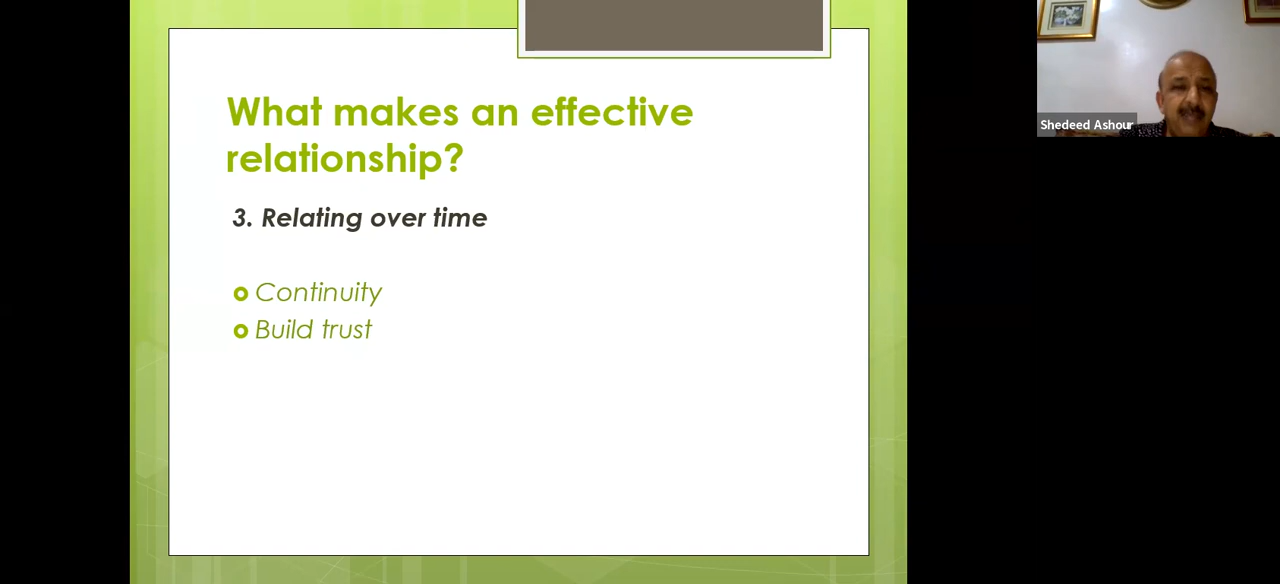 What makes an effective
relationship?
3. Relating over time
Continuity
Build trust
Shedeed Ashour